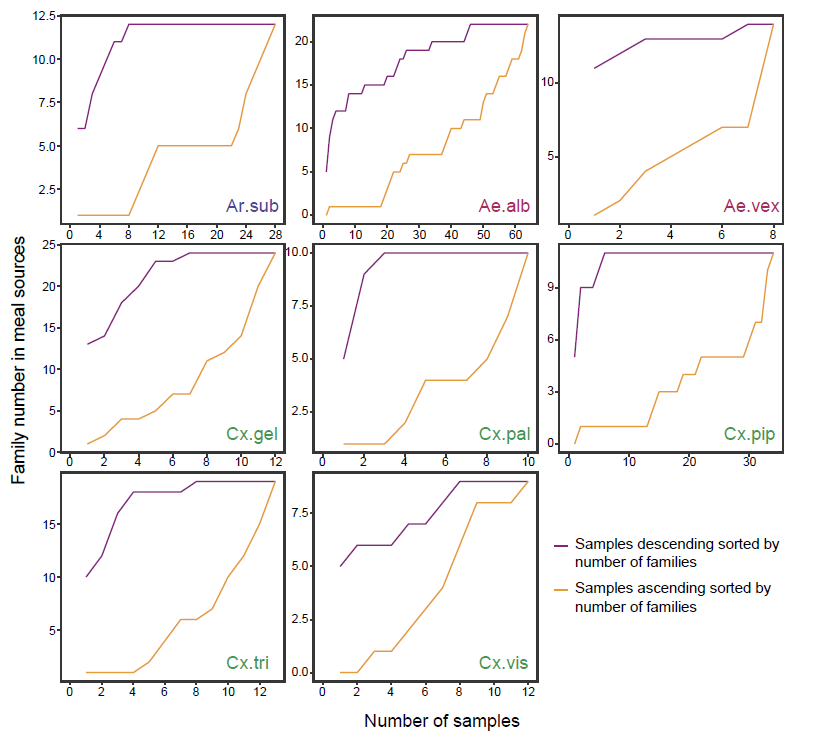 12.5
10.0
7.5
5.0
2.5
Ar.sub
0 4 8 12 16 20 24 28
20
15
10
5
0
Ae.alb
0 10 20 30 40 50 60
10
5
Ae.vex
0 2 4 6 8
Family number in meal sources
25
20
15
10
5
0
Cx.gel
0 2 4 6 8 10 12
10.0
7.5
5.0
2.5
Cx.pal
0 2 4 6 8 10
9
6
3
0
Cx.pip
0 10 20 30
15
10
5
Cx.tri
0 2 4 6 8 10 12
7.5
5.0
2.5
0.0
Cx.vis
0 2 4 6 8 10 12
Samples descending sorted by
number of families
Samples ascending sorted by
number of families
Number of samples